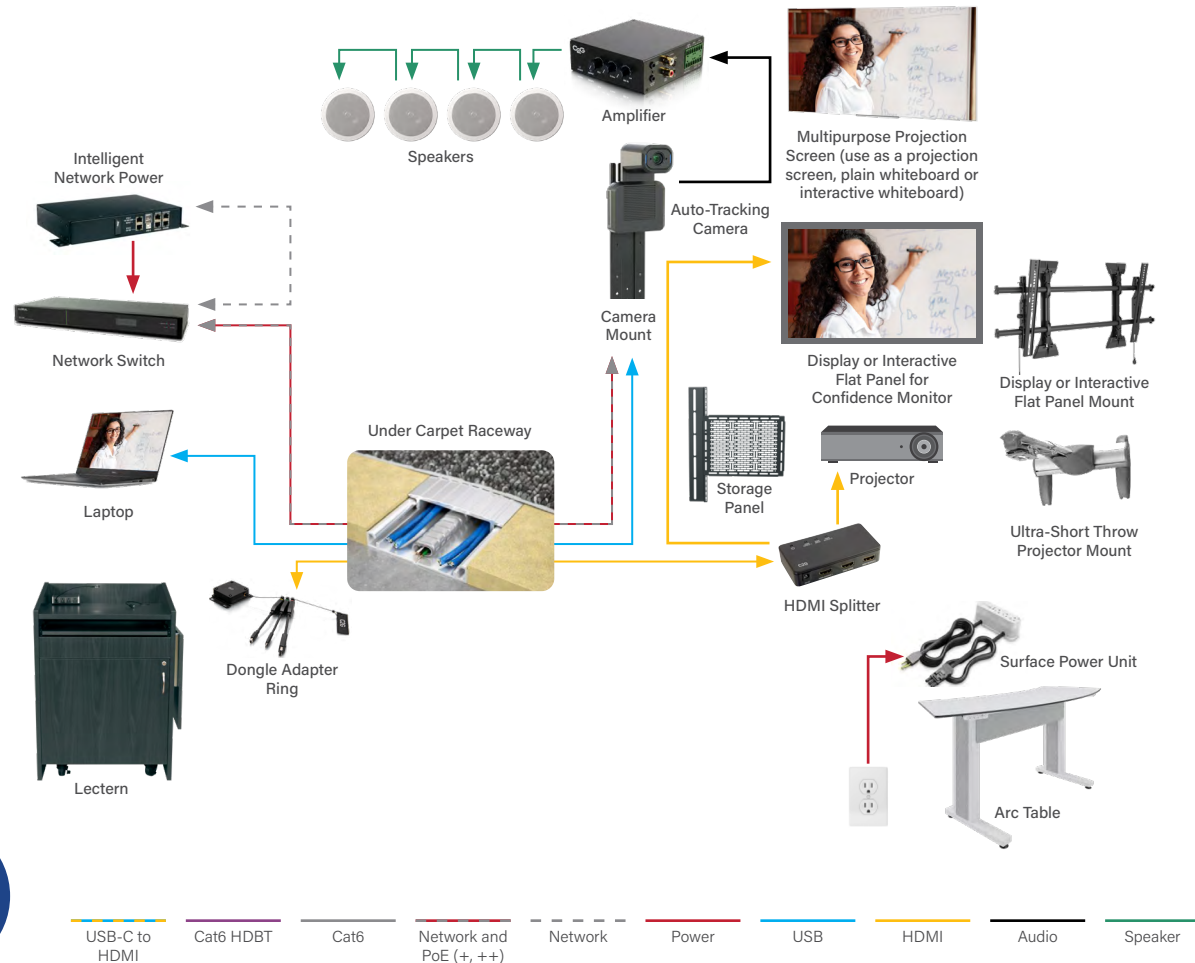 Amplifier
Speakers
Multipurpose Projection
Screen (use as a projection
screen, plain whiteboard or
interactive whiteboard)
Intelligent
Network Power
Auto-Tracking
Camera
Camera
Mount
Network Switch
Display or Interactive
Flat Panel for
Confidence Monitor
Display or Interactive
Flat Panel Mount
Under Carpet Raceway
Laptop
Projector
Storage
Panel
Ultra-Short Throw
Projector Mount
HDMI Splitter
Dongle Adapter
Ring
Surface Power Unit
Lectern
Arc Table
USB-C to
HDMI
Cat6 HDBT
Cat6
Network and
PoE (+, ++)
Network
Power
USB
HDMI
Audio
Speaker